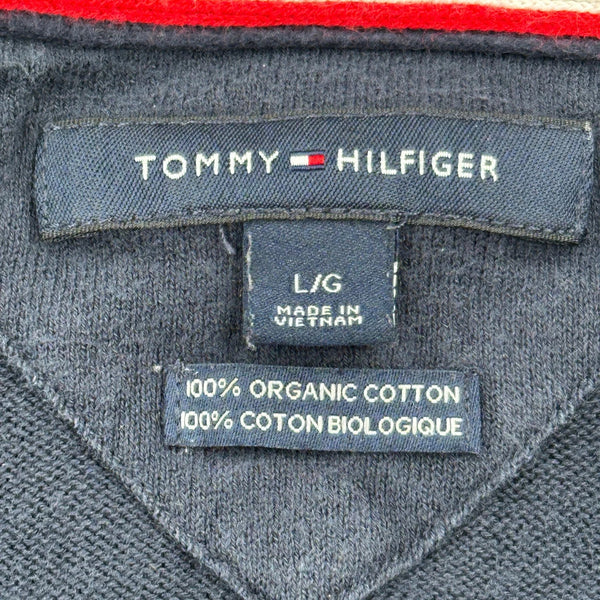 TOMMY HILFIGER
L/G
MADE IN
VIETNAM
100% ORGANIC COTTON
100% COTON BIOLOGIQUE